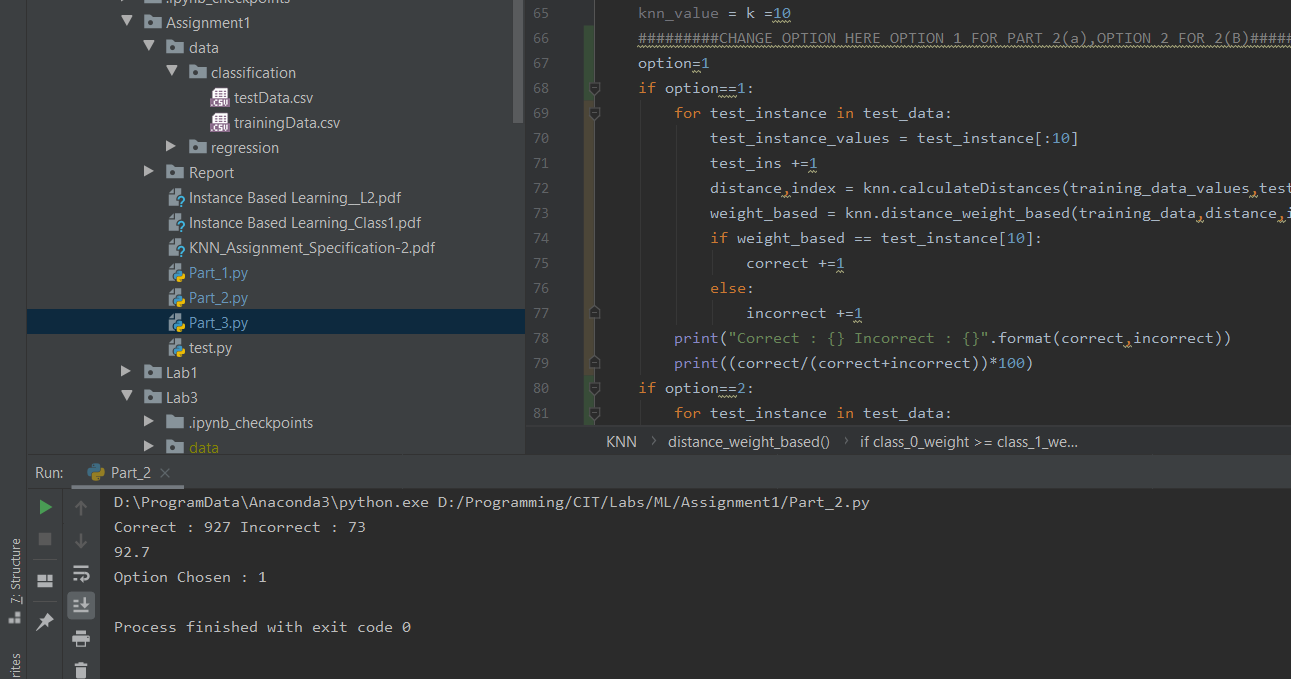 .ipynb_checkpoints
Assignment1
data
classification
testData.csv
trainingData.csv
regression
Report
Instance Based Learning__L2.pdf
Instance Based Learning_Class1.pdf
KNN_Assignment_Specification-2.pdf
Part_1.py
Part_2.py
Part_3.py
test.py
Lab1
Lab3
.ipynb_checkpoints
data
65 knn_value = k =10
66 #########CHANGE OPTION HERE OPTION 1 FOR PART 2(a),OPTION 2 FOR 2(B)#####
67 option=1
68 if option==1:
69 for test_instance in test_data:
70 test_instance_values = test_instance[:10]
71 test_ins +=1
72 distance,index = knn.calculateDistances(training_data_values,test
73 weight_based = knn.distance_weight_based(training_data,distance,i
74 if weight_based == test_instance[10]:
75 correct +=1
76 else:
77 incorrect +=1
78 print("Correct : {} Incorrect : {}".format(correct,incorrect))
79 print((correct/(correct+incorrect))*100)
80 if option==2:
81 for test_instance in test_data:
KNN > distance_weight_based() > if class_0_weight >= class_1_we...
Run: Part_2 ×
D:\ProgramData\Anaconda3\python.exe D:/Programming/CIT/Labs/ML/Assignment1/Part_2.py
Correct : 927 Incorrect : 73
92.7
Option Chosen : 1
Process finished with exit code 0
7: Structure
rites